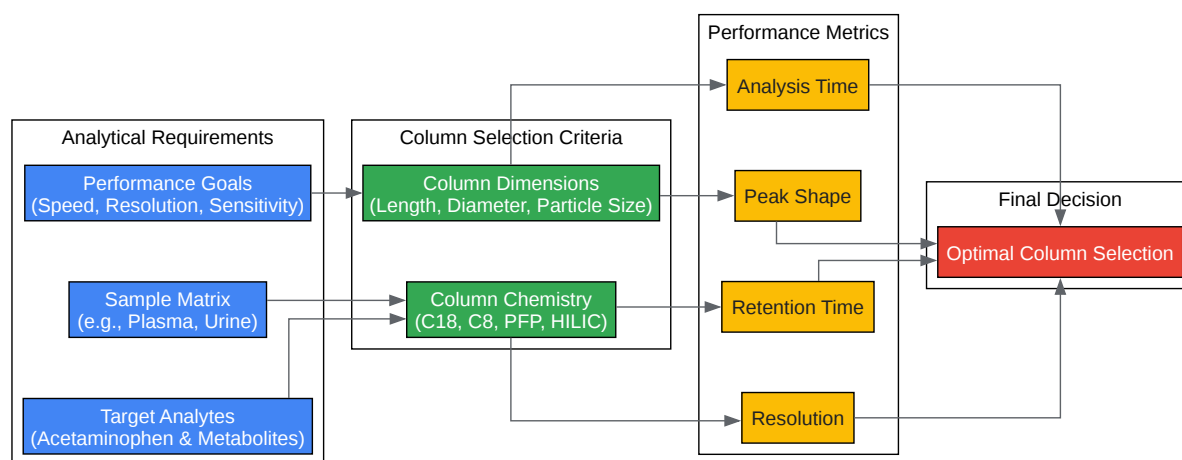 Analytical Requirements
Performance Goals
(Speed, Resolution, Sensitivity)
Sample Matrix
(e.g., Plasma, Urine)
Target Analytes
(Acetaminophen & Metabolites)
Column Selection Criteria
Column Dimensions
(Length, Diameter, Particle Size)
Column Chemistry
(C18, C8, PFP, HILIC)
Performance Metrics
Analysis Time
Peak Shape
Retention Time
Resolution
Final Decision
Optimal Column Selection